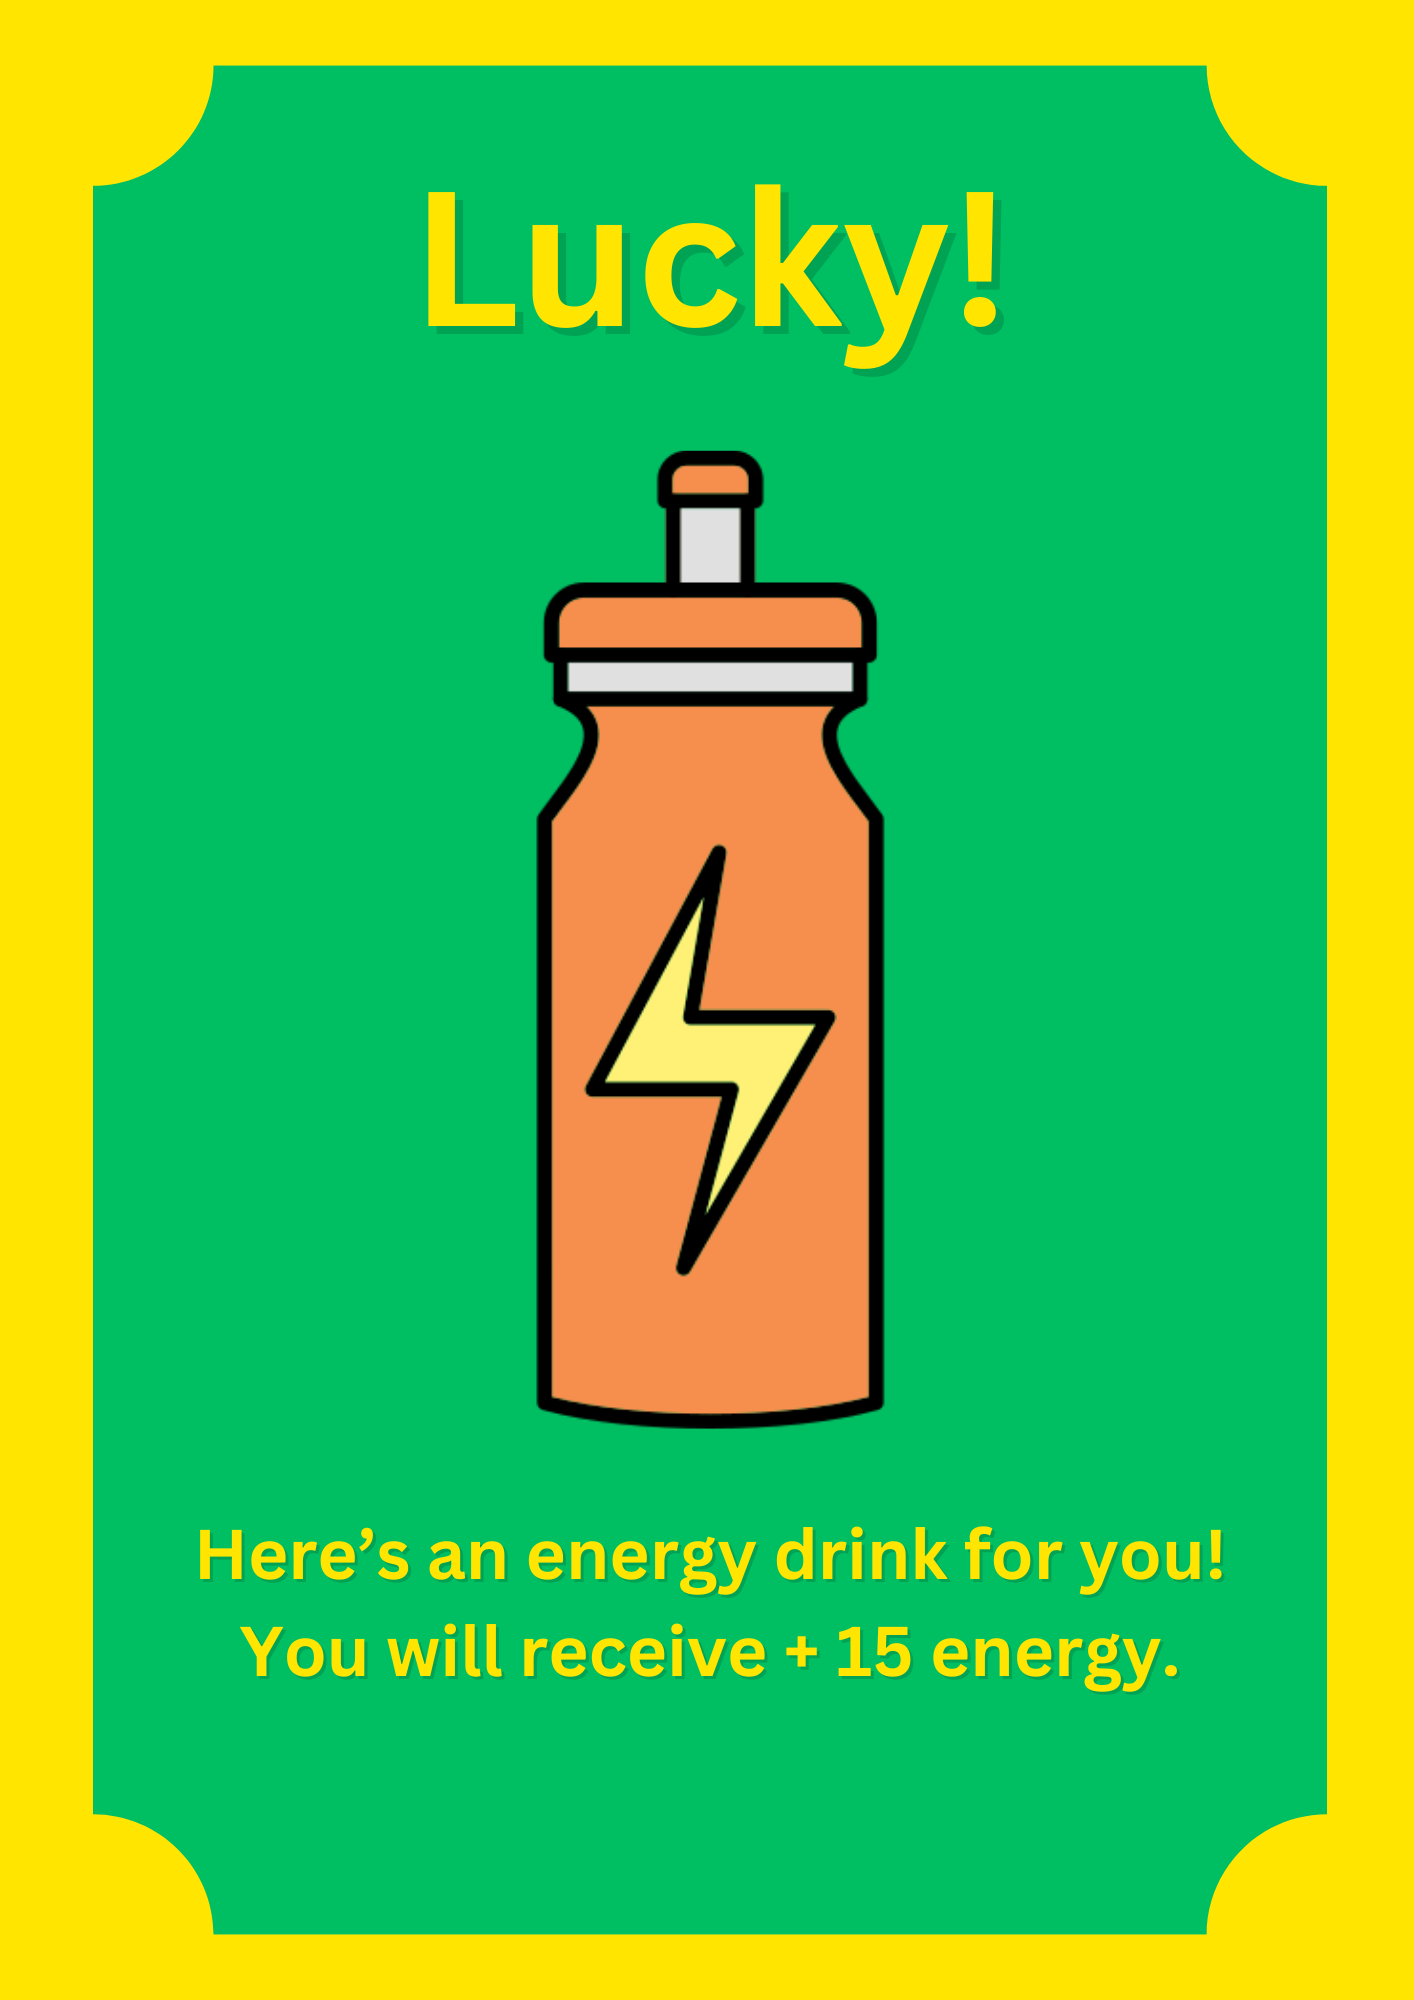 Lucky!
Here’s an energy drink for you!
You will receive + 15 energy.